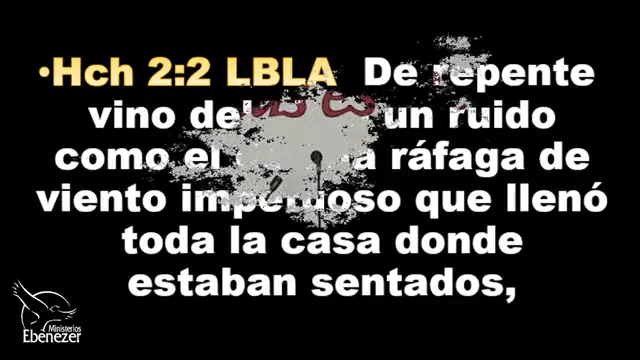 •Hch 2:2 LBLA De repente
vino un ruido
como el ráfaga de
viento que llenó
toda la casa donde
estaban sentados,
Ministerios
Ebenezer